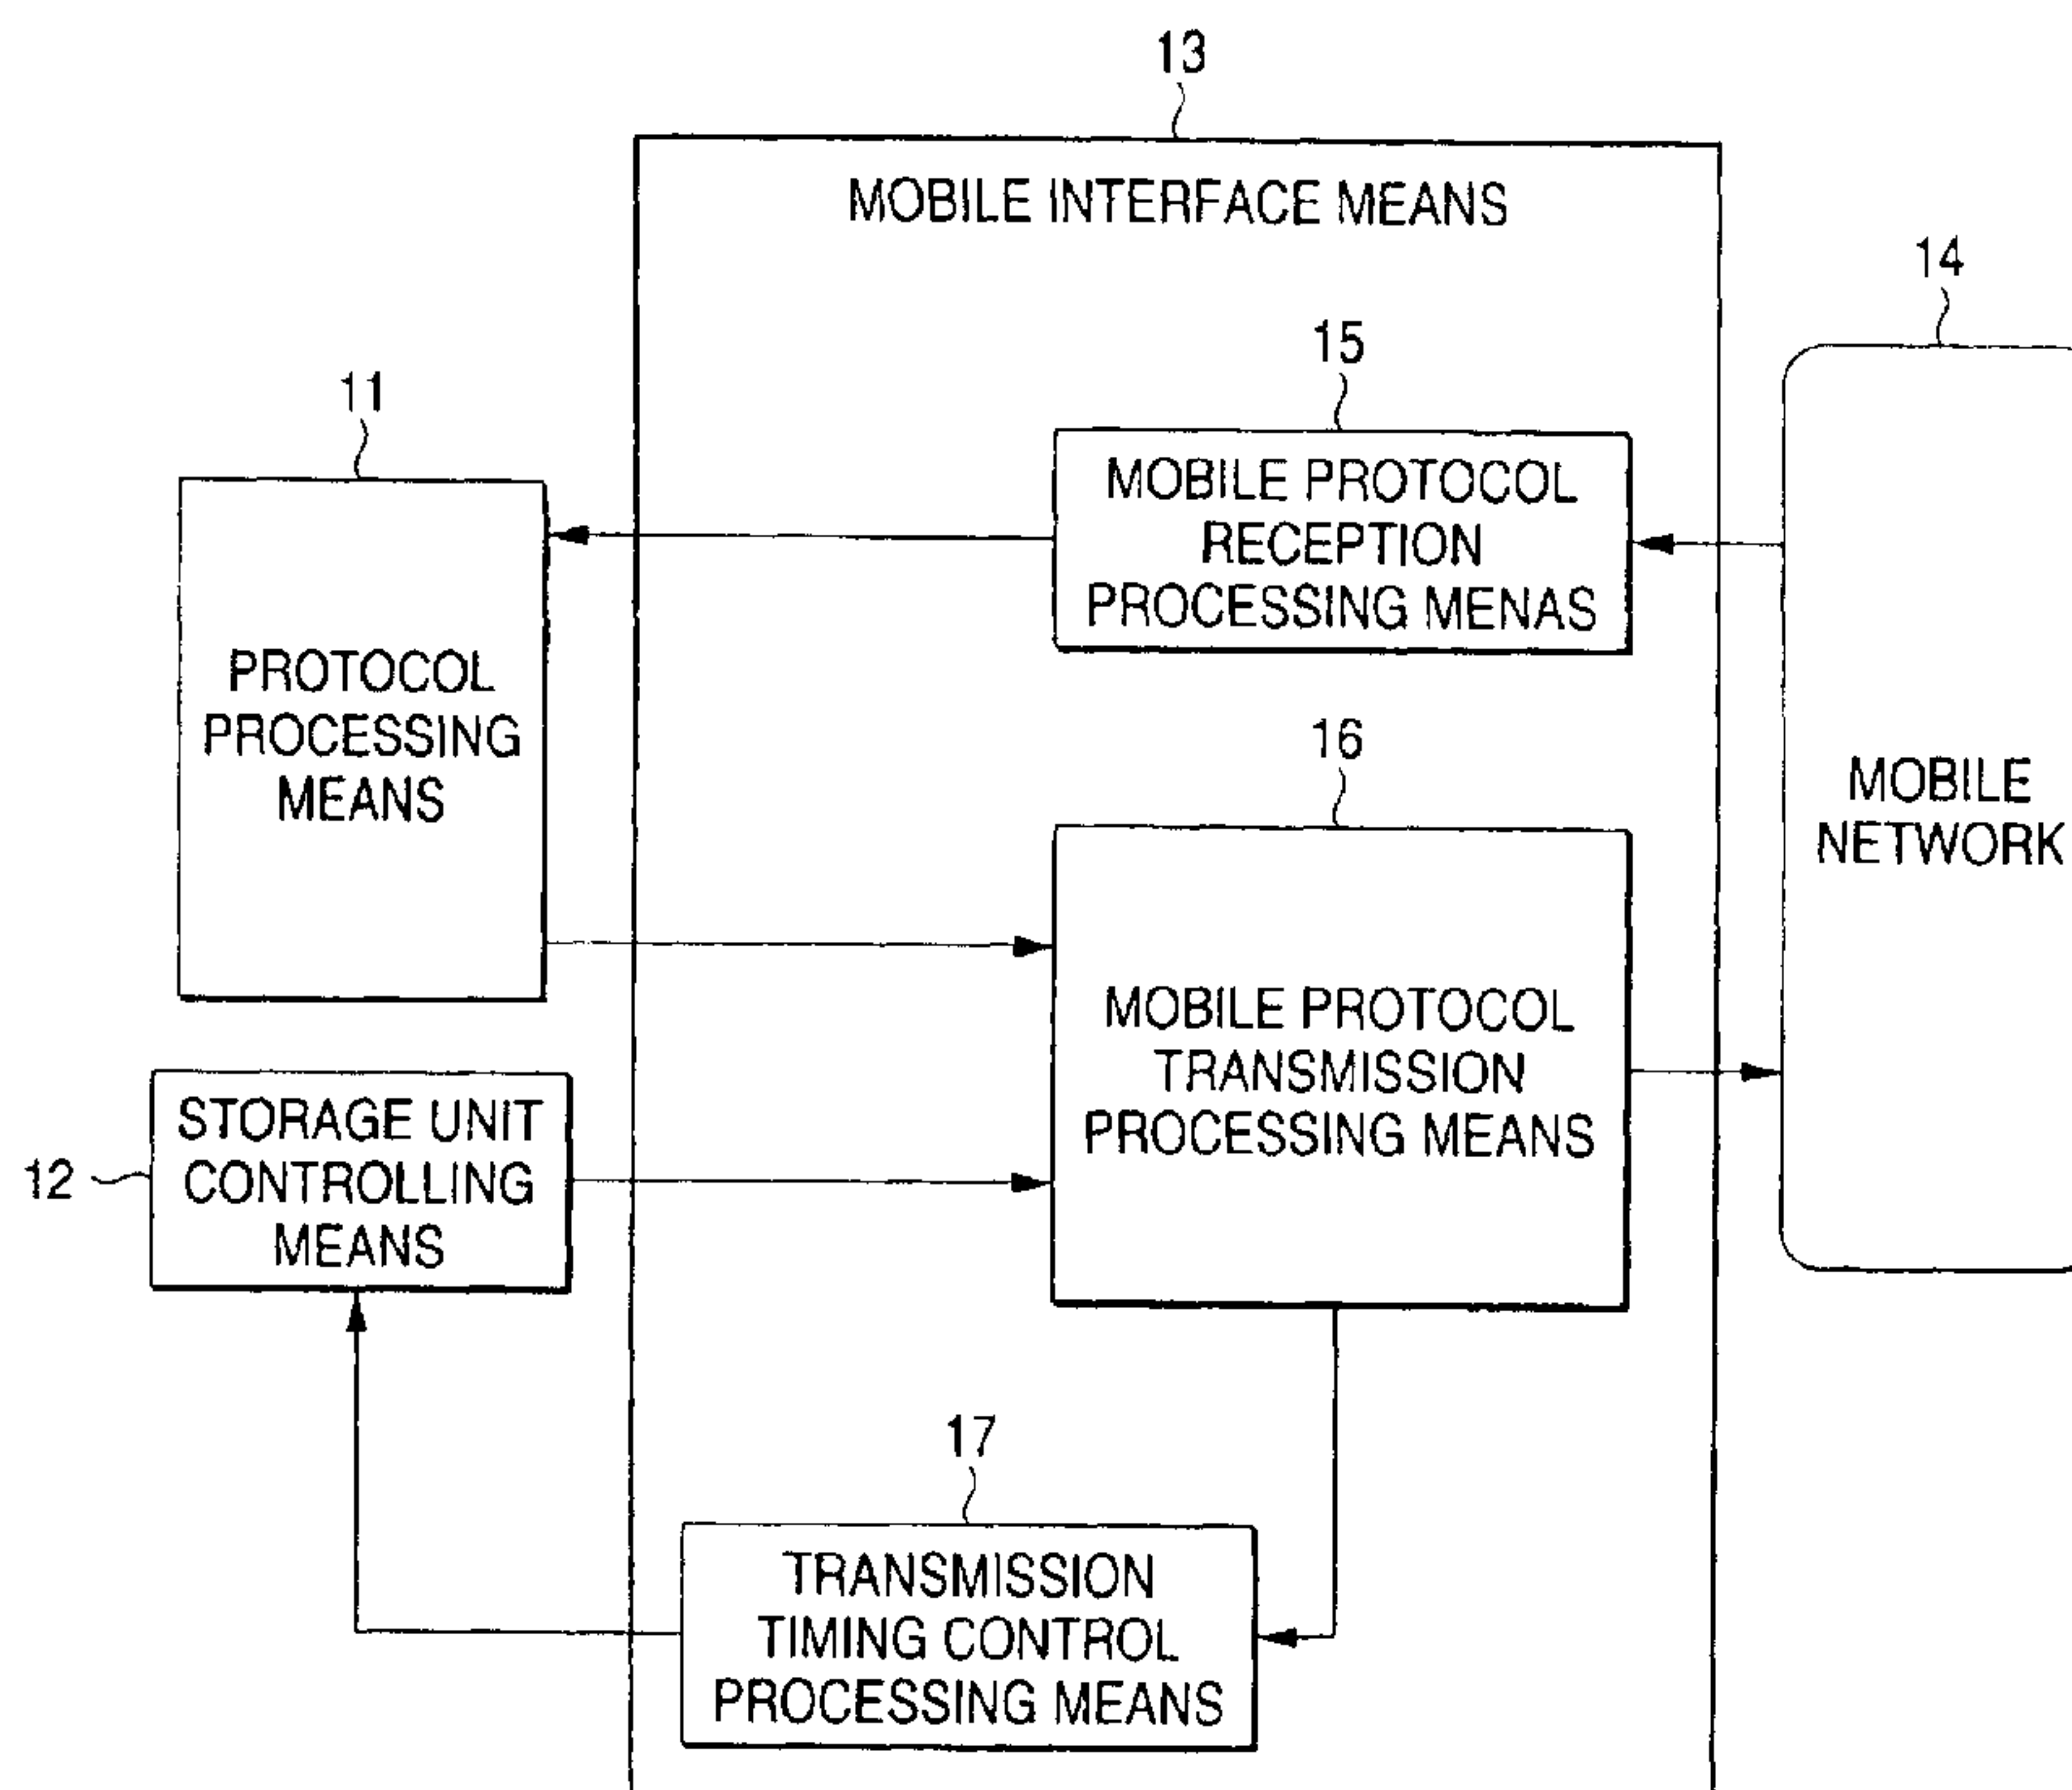 13
MOBILE INTERFACE MEANS
14
15
11
MOBILE PROTOCOL
RECEPTION
PROCESSING MENAS
PROTOCOL
PROCESSING
MEANS
16
MOBILE
NETWORK
MOBILE PROTOCOL
TRANSMISSION
PROCESSING MEANS
12
STORAGE UNIT
CONTROLLING
MEANS
17
TRANSMISSION
TIMING CONTROL
PROCESSING MEANS